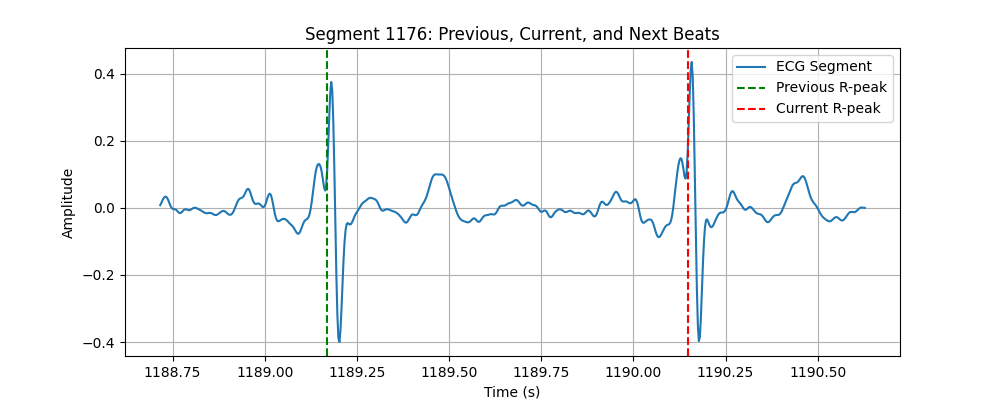 Segment 1176: Previous, Current, and Next Beats
ECG Segment
Previous R-peak
Current R-peak
Amplitude
0.4
0.2
0.0
−0.2
−0.4
1188.75 1189.00 1189.25 1189.50 1189.75 1190.00 1190.25 1190.50
Time (s)